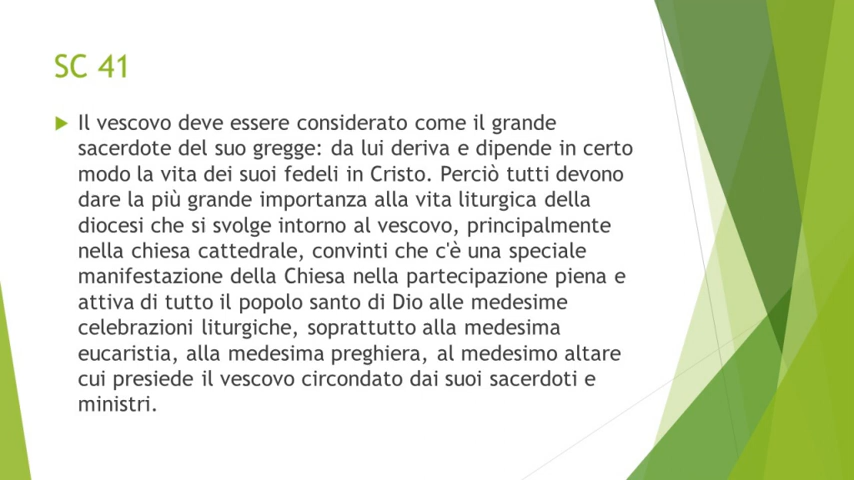 SC 41
Il vescovo deve essere considerato come il grande
sacerdote del suo gregge: da lui deriva e dipende in certo
modo la vita dei suoi fedeli in Cristo. Perciò tutti devono
dare la più grande importanza alla vita liturgica della
diocesi che si svolge intorno al vescovo, principalmente
nella chiesa cattedrale, convinti che c'è una speciale
manifestazione della Chiesa nella partecipazione piena e
attiva di tutto il popolo santo di Dio alle medesime
celebrazioni liturgiche, soprattutto alla medesima
eucaristia, alla medesima preghiera, al medesimo altare
cui presiede il vescovo circondato dai suoi sacerdoti e
ministri.